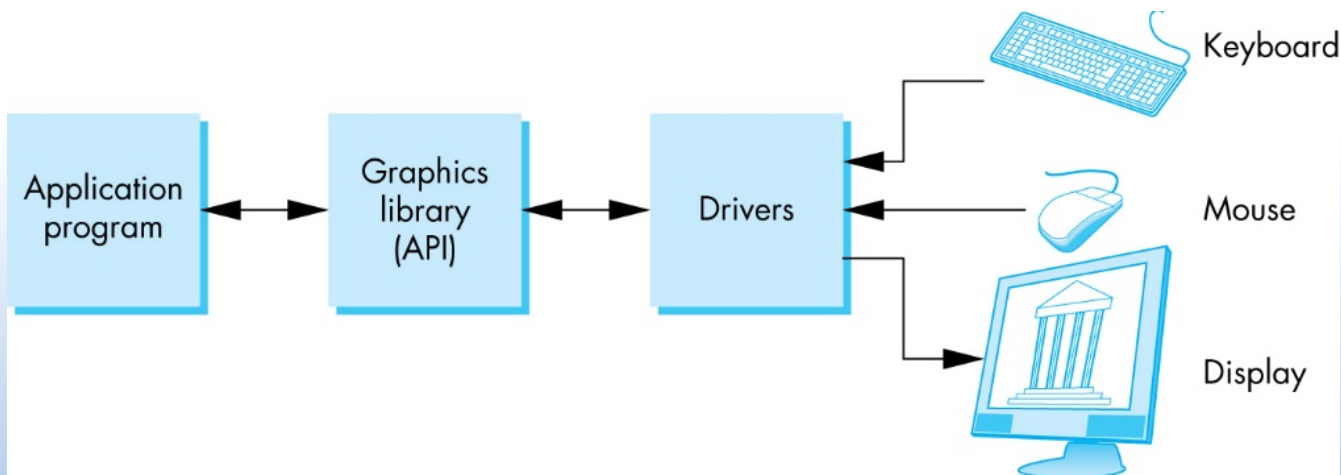 Application
program
Graphics
library
(API)
Drivers
Keyboard
Mouse
Display